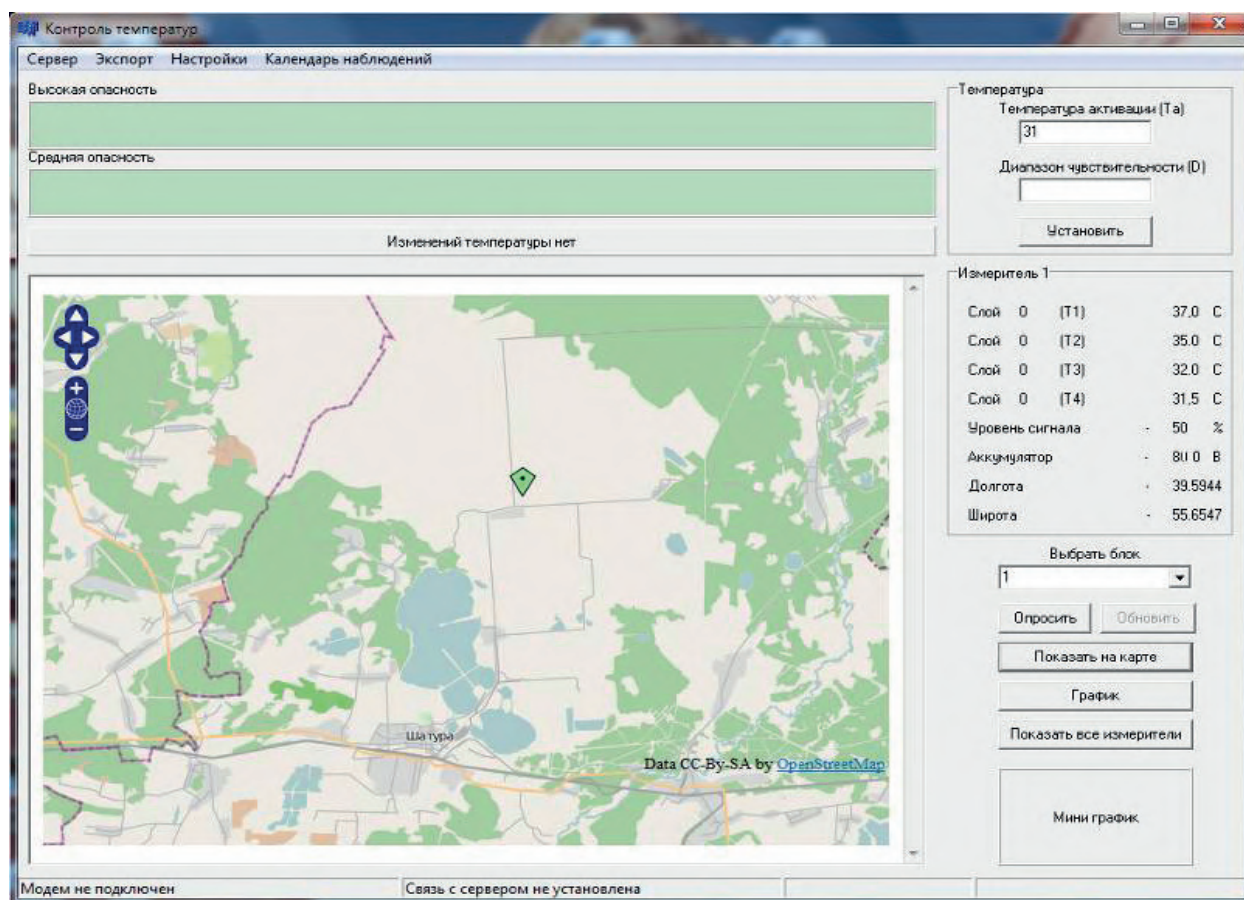 Контроль температур
Сервер Экспорт Настройки Календарь наблюдений
Высокая опасность
Средняя опасность
Изменений температуры нет
Температура
Температура активации (Ta)
31
Диапазон чувствительности (D)
Установить
Измеритель 1
Слой 0 (T1) 37.0 C
Слой 0 (T2) 35.0 C
Слой 0 (T3) 32.0 C
Слой 0 (T4) 31.5 C
Уровень сигнала - 50 %
Аккумулятор - 80.0 В
Долгота - 39.5944
Широта - 55.6547
Выбрать блок
1
Опросить Обновить
Показать на карте
График
Показать все измерители
Мини график
Шатура
Data CC-By-SA by OpenStreetMap
Модем не подключен Связь с сервером не установлена